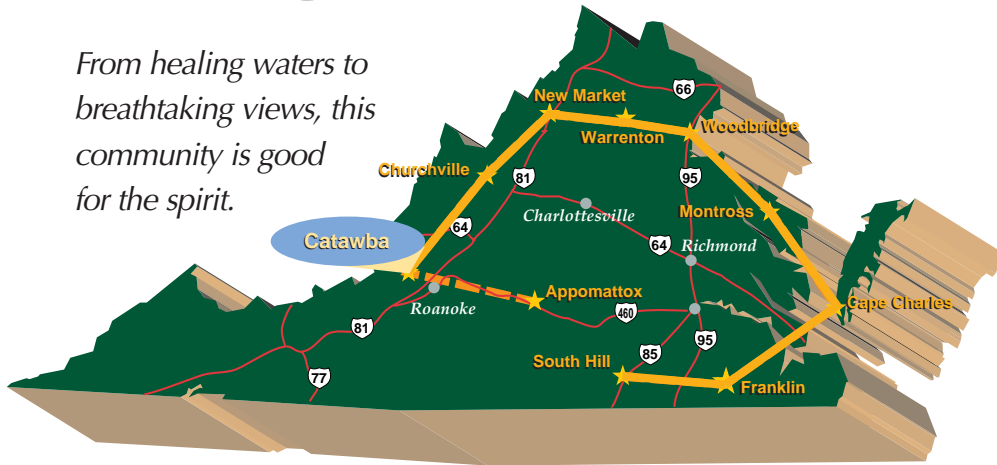 From healing waters to
breathtaking views, this
community is good
for the spirit.
66
New Market
Warrenton
Woodbridge
Churchville
81
95
Charlottesville
Montross
Catawba
64
64
Richmond
Roanoke
Appomattox
460
Cape Charles
81
85
95
South Hill
77
Franklin